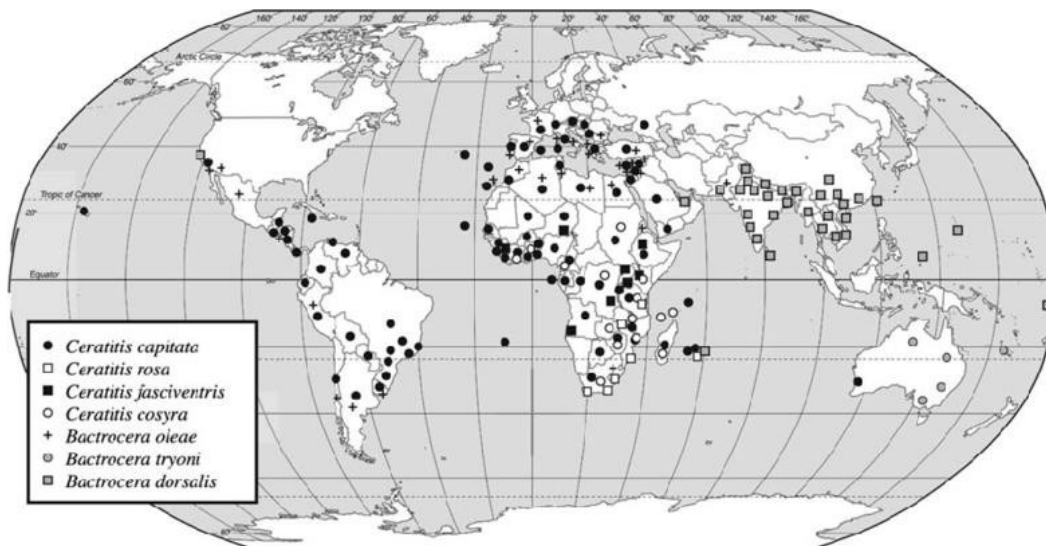 160° 140° 120° 100° 80° 60° 40° 20° 0° 20° 40° 60° 80° 100° 120° 140° 160°
Arctic Circle
60°
40°
Tropic of Cancer
20°
Equator
Ceratitis capitata
Ceratitis rosa
Ceratitis fasciventris
Ceratitis cosyra
Bactrocera oieae
Bactrocera tryoni
Bactrocera dorsalis